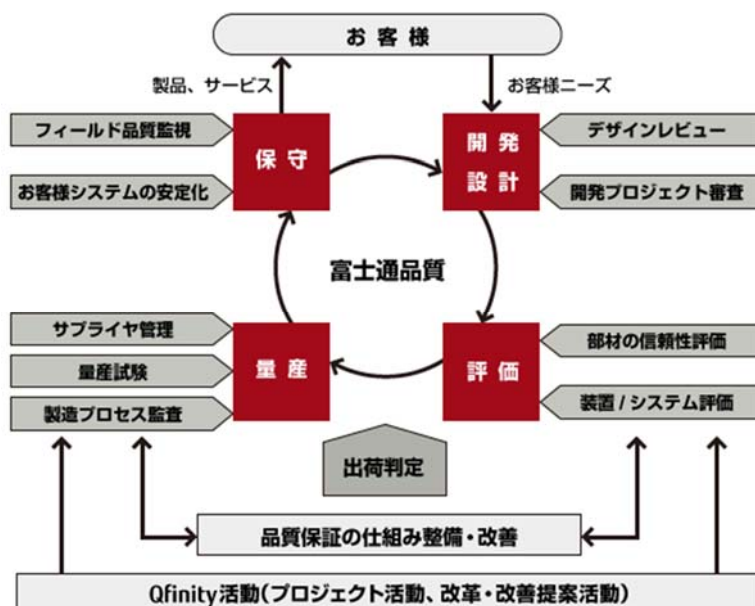 お客様
製品、サービス
お客様ニーズ
フィールド品質監視
お客様システムの安定化
保守
開発
設計
デザインレビュー
開発プロジェクト審査
富士通品質
サプライヤ管理
量産試験
製造プロセス監査
量産
評価
部材の信頼性評価
装置/システム評価
出荷判定
品質保証の仕組み整備・改善
Qfinity活動(プロジェクト活動、改革・改善提案活動)